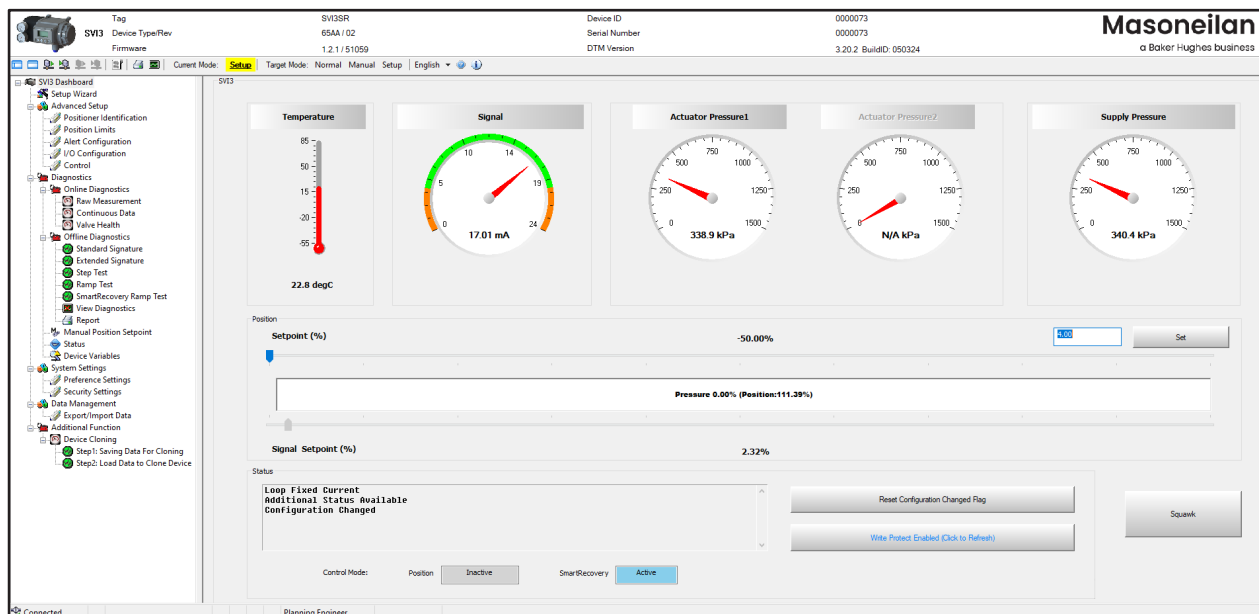 Tag SVI3SR Device ID 0000073
SVI3 Device Type/Rev 65AA / 02 Serial Number 0000073
Firmware 1.2.1 / 51059 DTM Version 3.20.2 BuildID: 050324
Masoneilan
a Baker Hughes business
Current Mode: Setup Target Mode: Normal Manual Setup English
SVI3 Dashboard
Setup Wizard
Advanced Setup
Positioner Identification
Position Limits
Alert Configuration
I/O Configuration
Control
Diagnostics
Online Diagnostics
Raw Measurement
Continuous Data
Valve Health
Offline Diagnostics
Standard Signature
Extended Signature
Step Test
Ramp Test
SmartRecovery Ramp Test
View Diagnostics
Report
Manual Position Setpoint
Status
Device Variables
System Settings
Preference Settings
Security Settings
Data Management
Export/Import Data
Additional Function
Device Cloning
Step1: Saving Data For Cloning
Step2: Load Data to Clone Device
SVI3
Temperature
85
50
15
-20
-55
22.8 degC
Signal
0 5 10 14 19 24
17.01 mA
Actuator Pressure1
0 250 500 750 1000 1250 1500
338.9 kPa
Actuator Pressure2
0 250 500 750 1000 1250 1500
N/A kPa
Supply Pressure
0 250 500 750 1000 1250 1500
340.4 kPa
Position
Setpoint (%) -50.00% 4.00 Set
Pressure 0.00% (Position:111.39%)
Signal Setpoint (%) 2.32%
Status
Loop Fixed Current
Additional Status Available
Configuration Changed
Reset Configuration Changed Flag
Write Protect Enabled (Click to Refresh)
Squawk
Control Mode: Position Inactive SmartRecovery Active
Connected Planning Engineer